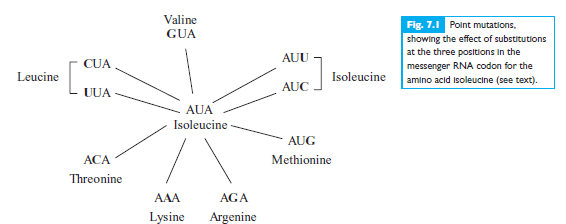 Valine
GUA
CUA
Leucine
UUA
AUU
Isoleucine
AUC
AUA
Isoleucine
AUG
Methionine
ACA
Threonine
AAA
Lysine
AGA
Argenine
Fig. 7.1 Point mutations,
showing the effect of substitutions
at the three positions in the
messenger RNA codon for the
amino acid isoleucine (see text).